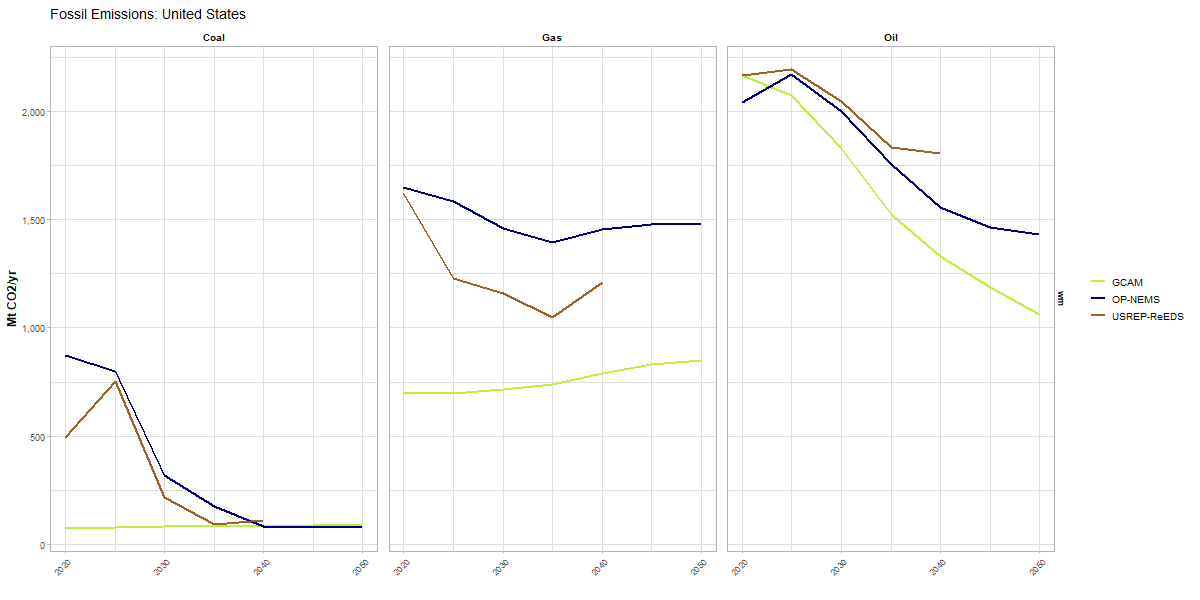 Fossil Emissions: United States
Coal
Gas
Oil
Mt CO2/yr
2,000
1,500
1,000
500
0
2020
2030
2040
2050
2020
2030
2040
2050
2020
2030
2040
2050
wm
GCAM
OP-NEMS
USREP-ReEDS